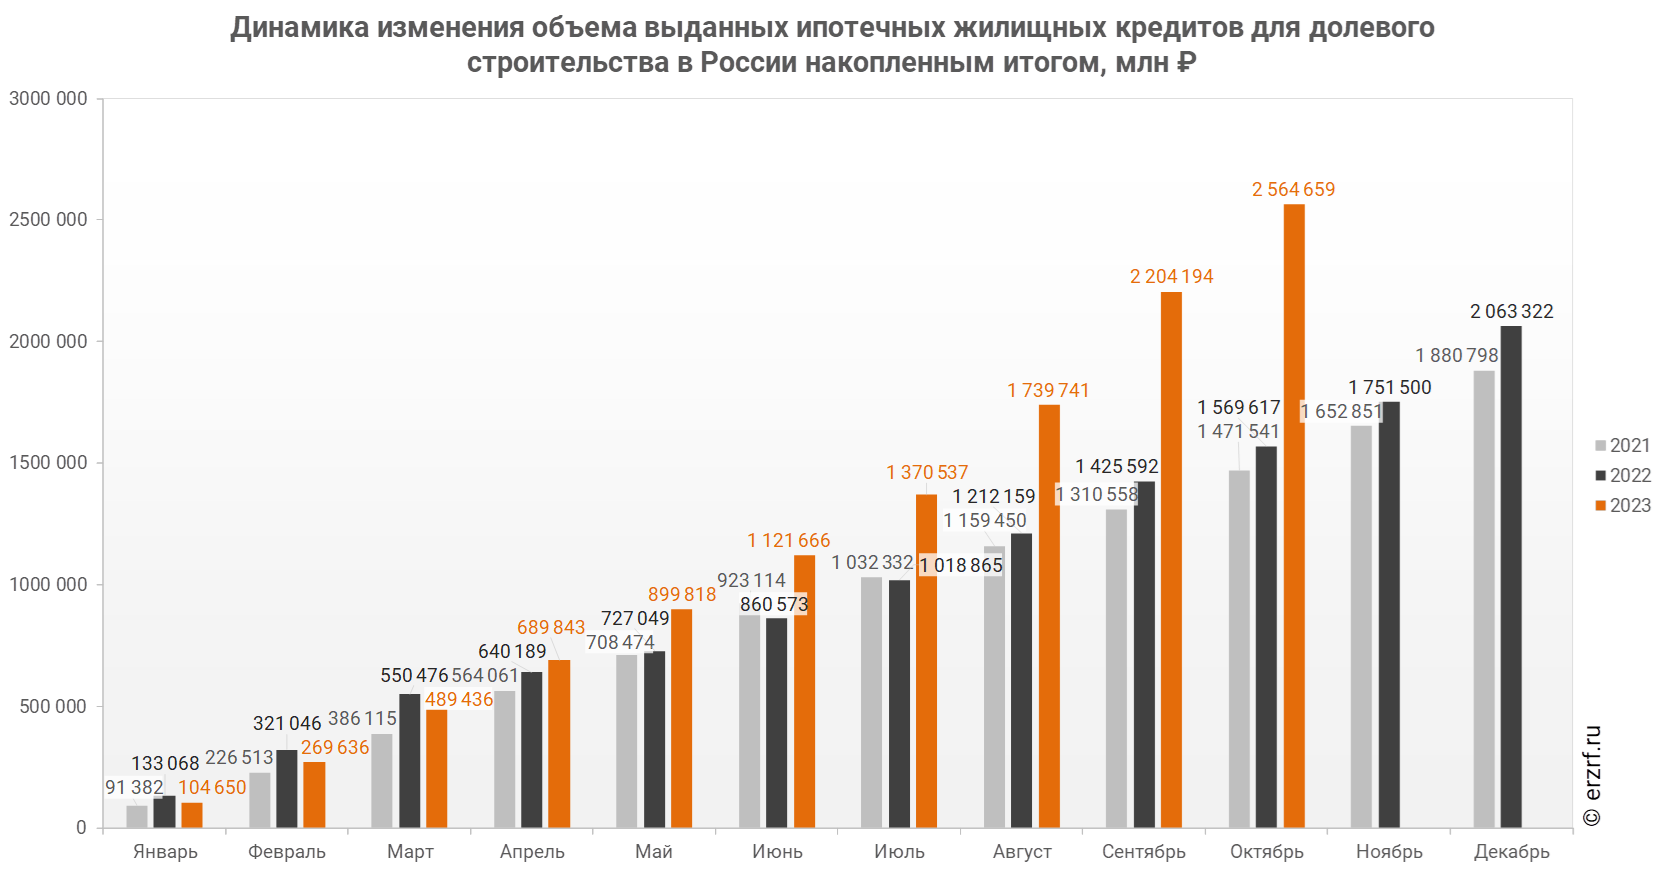 Динамика изменения объема выданных ипотечных жилищных кредитов для долевого
строительства в России накопленным итогом, млн ₽
3000 000
2500 000
2000 000
1500 000
1000 000
500 000
0
91 382
133 068
104 650
226 513
321 046
269 636
386 115
550 476
489 436
564 061
640 189
689 843
708 474
727 049
899 818
923 114
860 573
1 121 666
1 032 332
1 018 865
1 370 537
1 159 450
1 212 159
1 739 741
1 310 558
1 425 592
2 204 194
1 471 541
1 569 617
2 564 659
1 652 851
1 751 500
1 880 798
2 063 322
Январь
Февраль
Март
Апрель
Май
Июнь
Июль
Август
Сентябрь
Октябрь
Ноябрь
Декабрь
2021
2022
2023
© erzrf.ru